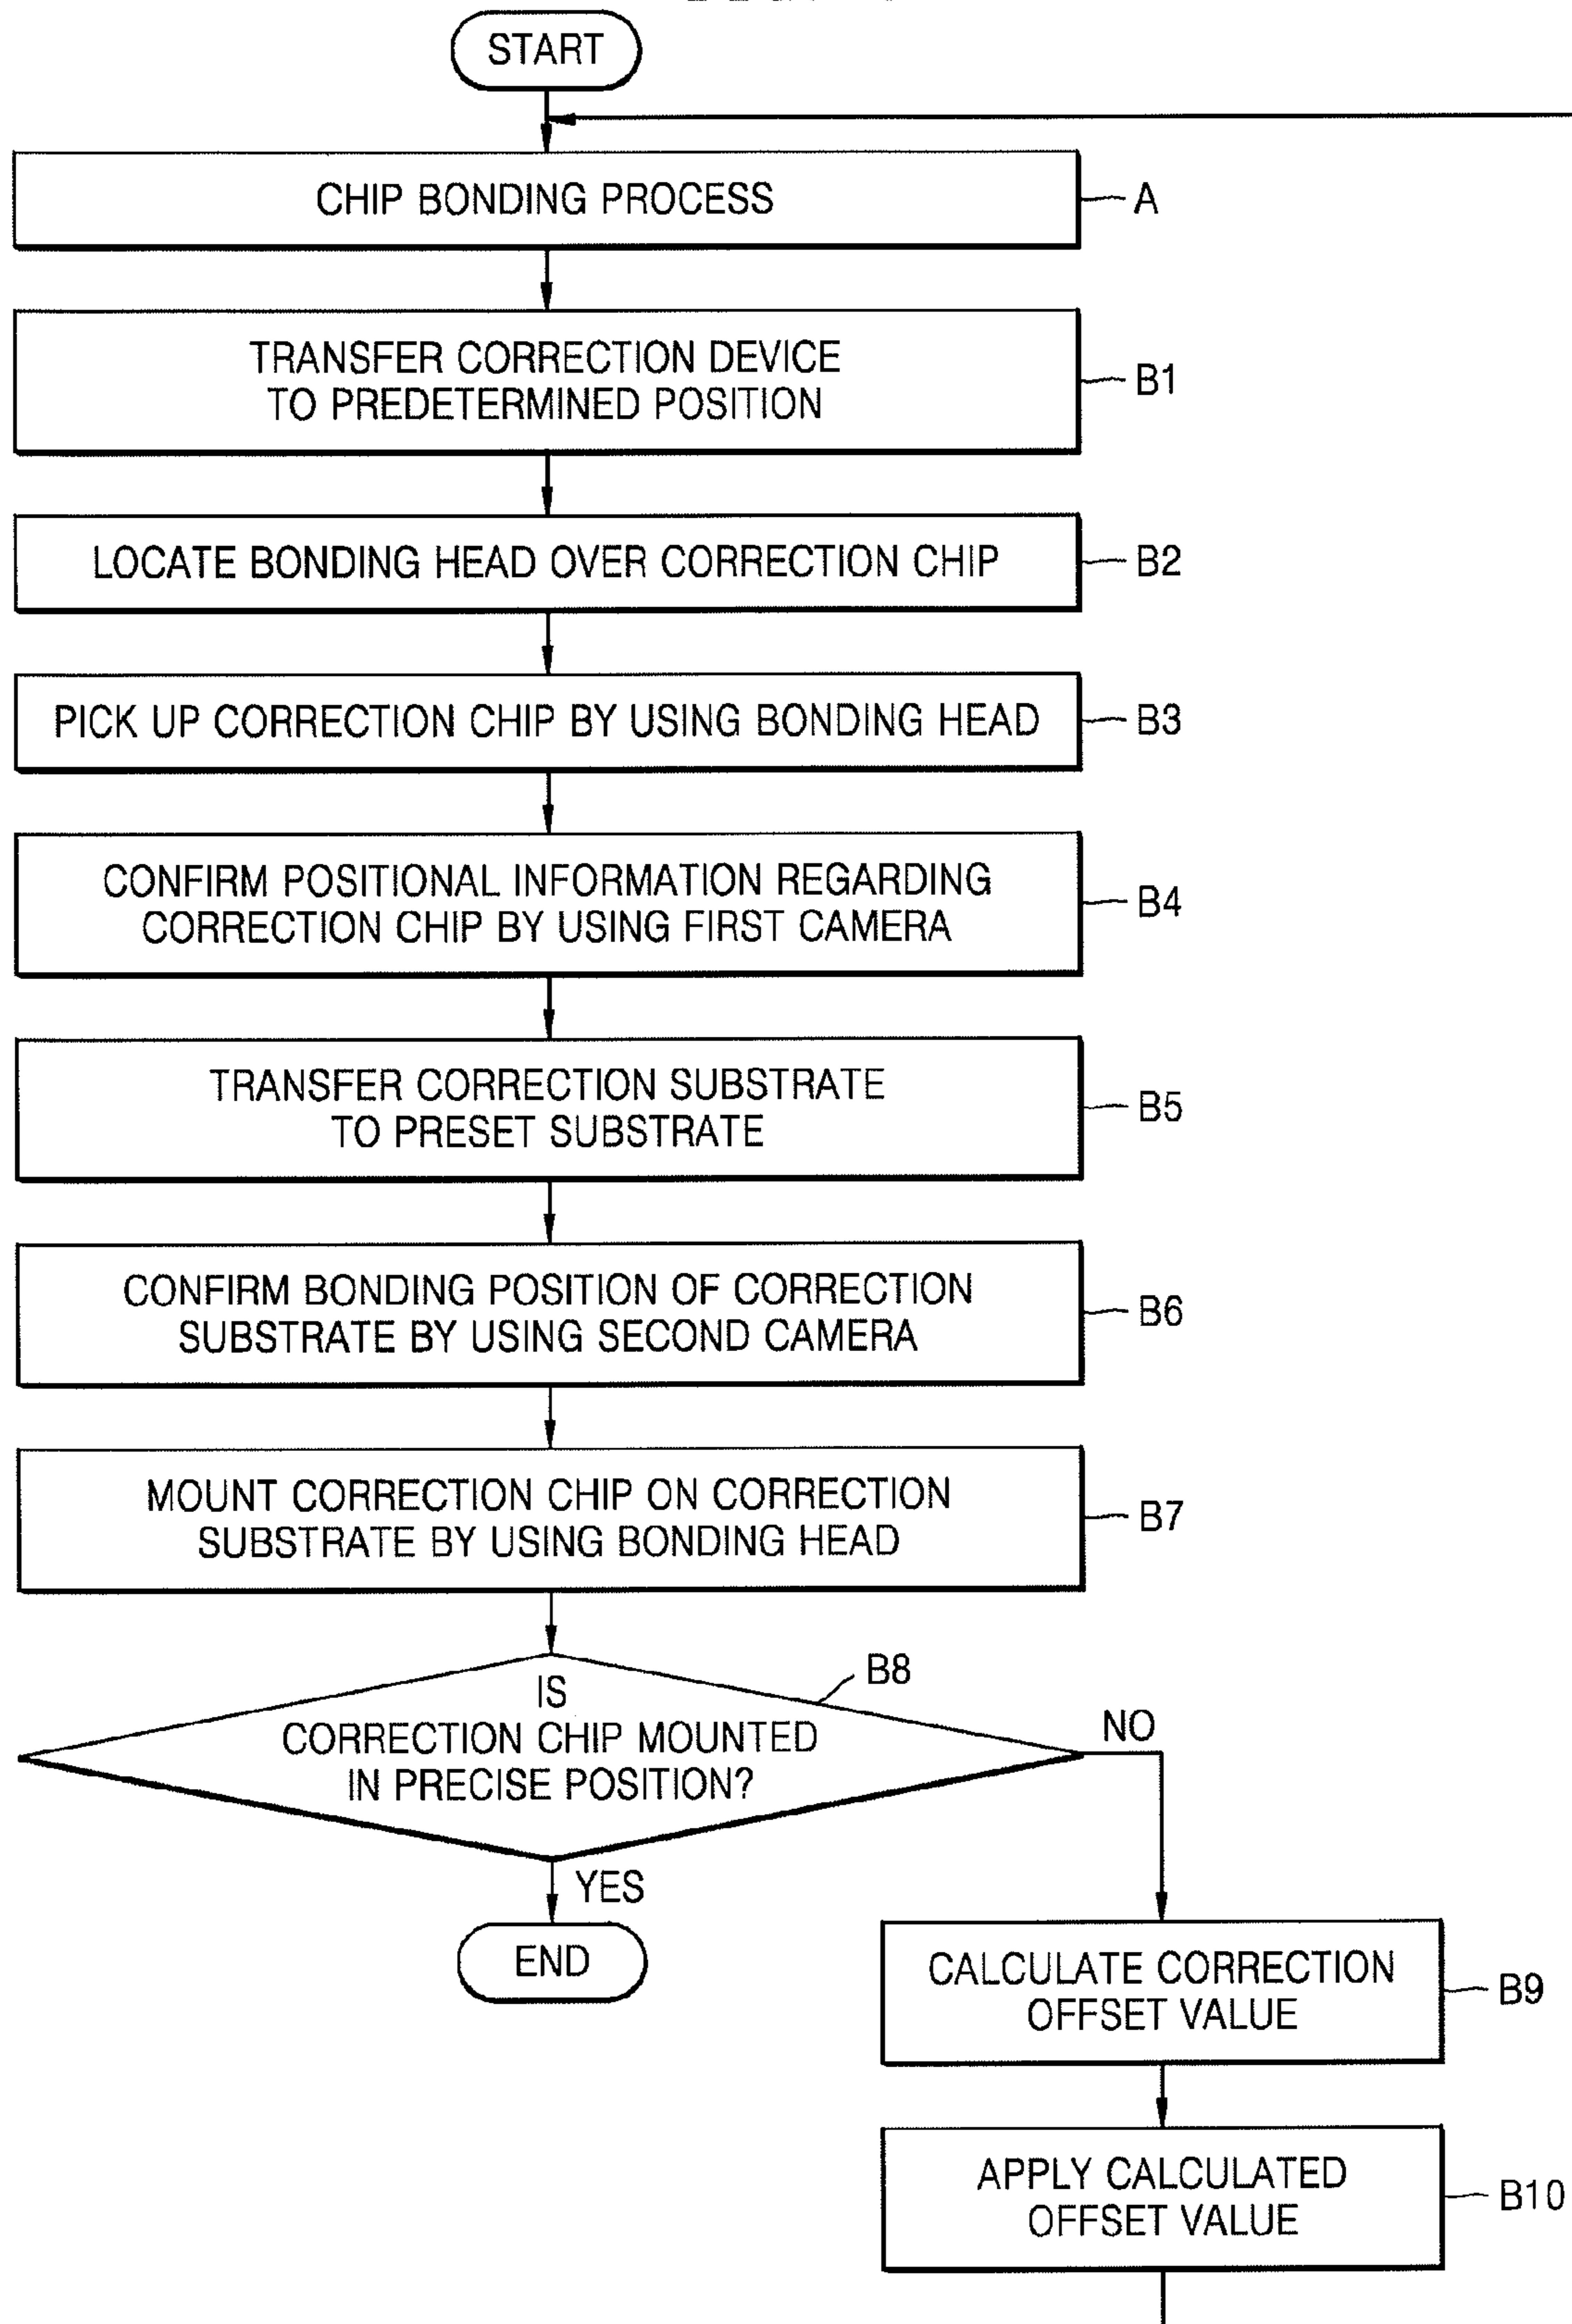 START
CHIP BONDING PROCESS
A
TRANSFER CORRECTION DEVICE
TO PREDETERMINED POSITION
B1
LOCATE BONDING HEAD OVER CORRECTION CHIP
B2
PICK UP CORRECTION CHIP BY USING BONDING HEAD
B3
CONFIRM POSITIONAL INFORMATION REGARDING
CORRECTION CHIP BY USING FIRST CAMERA
B4
TRANSFER CORRECTION SUBSTRATE
TO PRESET SUBSTRATE
B5
CONFIRM BONDING POSITION OF CORRECTION
SUBSTRATE BY USING SECOND CAMERA
B6
MOUNT CORRECTION CHIP ON CORRECTION
SUBSTRATE BY USING BONDING HEAD
B7
IS
CORRECTION CHIP MOUNTED
IN PRECISE POSITION?
B8
NO
YES
END
CALCULATE CORRECTION
OFFSET VALUE
B9
APPLY CALCULATED
OFFSET VALUE
B10